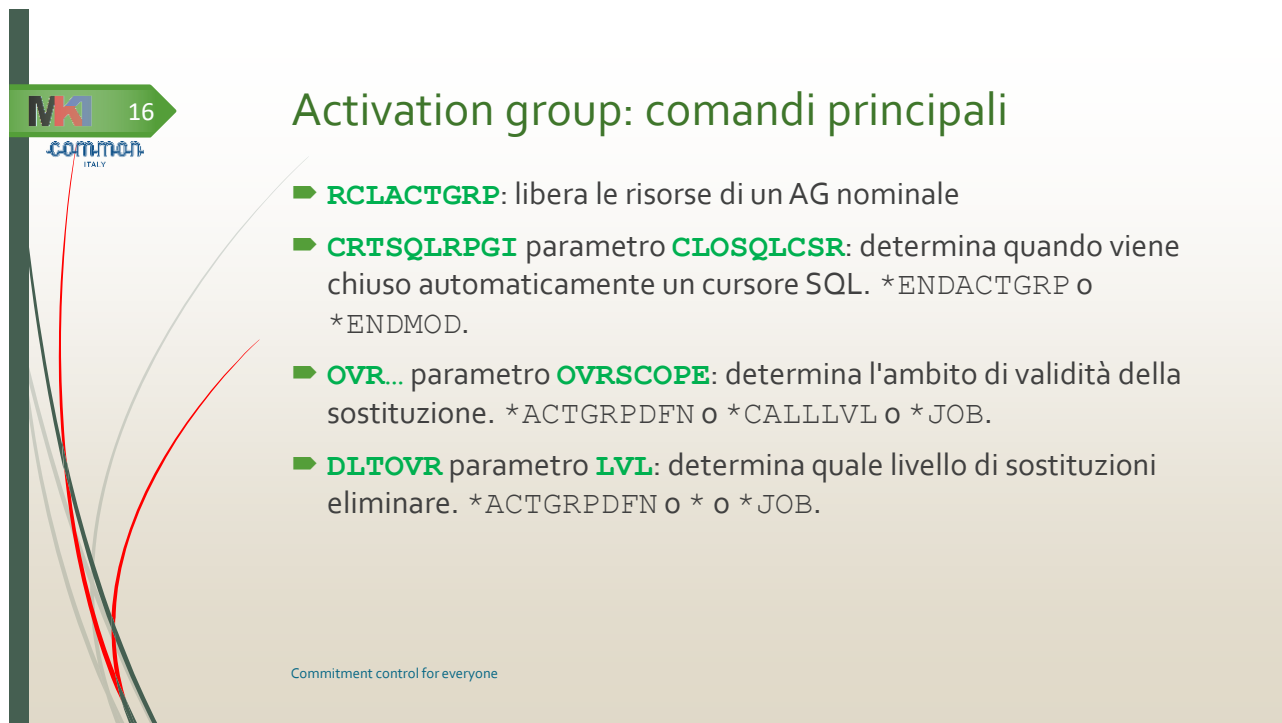 MK1
16
common
ITALY
Activation group: comandi principali
RCLACTGRP: libera le risorse di un AG nominale
CRTSQLRPGI parametro CLOSQLCSR: determina quando viene
chiuso automaticamente un cursore SQL. *ENDACTGRP o
*ENDMOD.
OVR… parametro OVRSCOPE: determina l'ambito di validità della
sostituzione. *ACTGRPDFN o *CALLLVL o *JOB.
DLTOVR parametro LVL: determina quale livello di sostituzioni
eliminare. *ACTGRPDFN o * o *JOB.
Commitment control for everyone